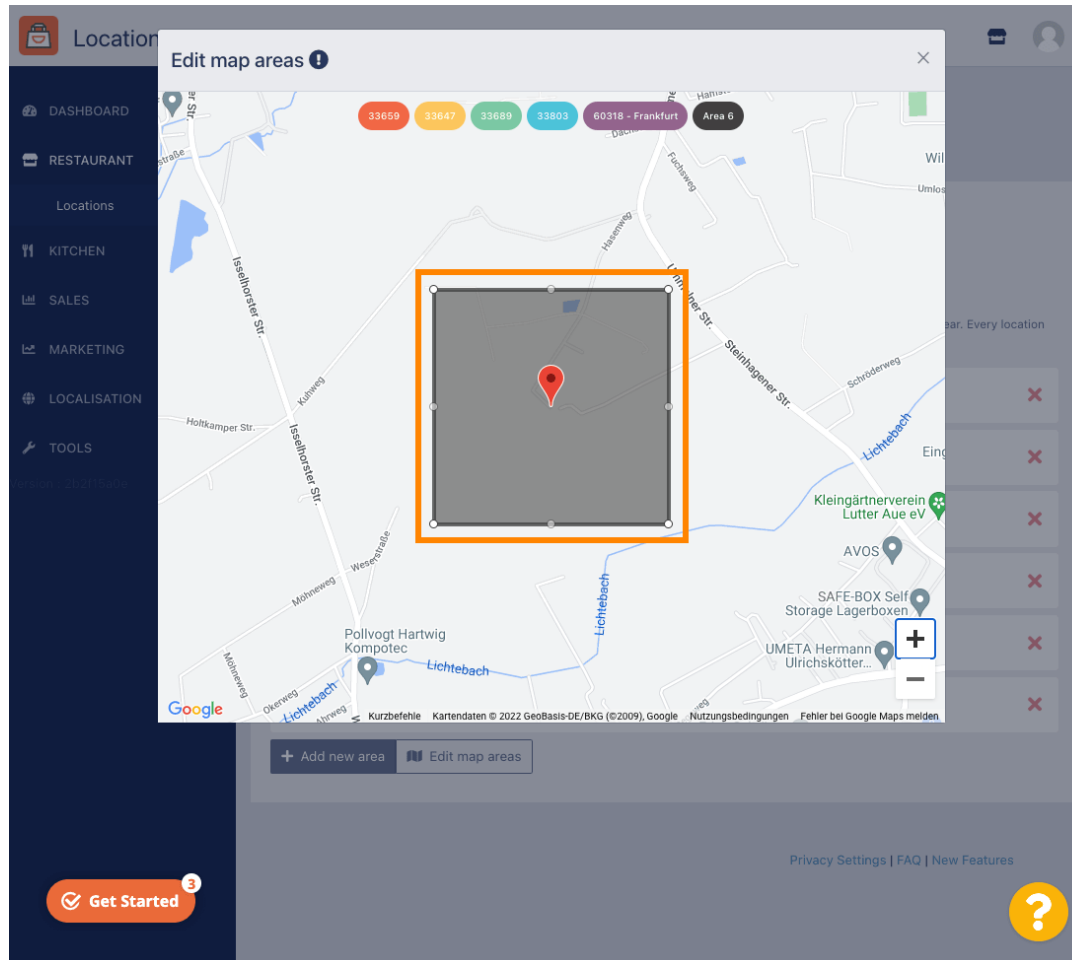 Location
Edit map areas
33659
33647
33689
33803
60318 - Frankfurt
Area 6
DASHBOARD
RESTAURANT
Locations
KITCHEN
SALES
MARKETING
LOCALISATION
TOOLS
Fuchsweg
Hasenweg
Wil
Umlos
Isselhorster Str.
Steinhagener Str.
ear. Every location
Kuhweg
Schröderweg
Holtkamper Str.
Isselhorster Str.
Lichtebach
Eing
Kleingärtnerverein
Lutter Aue eV
Weserstraße
AVOS
Möhneweg
Lichtebach
SAFE-BOX Self
Storage Lagerboxen
Pollvogt Hartwig
Kompotec
UMETA Hermann
Ulrichskötter...
Lichtebach
Möhneweg
Okerweg
Lichtebach
Ahrweg
Google
Kurzbefehle
Kartendaten © 2022 GeoBasis-DE/BKG (©2009), Google
Nutzungsbedingungen
Fehler bei Google Maps melden
+ Add new area
Edit map areas
Privacy Settings | FAQ | New Features
Get Started
3
?